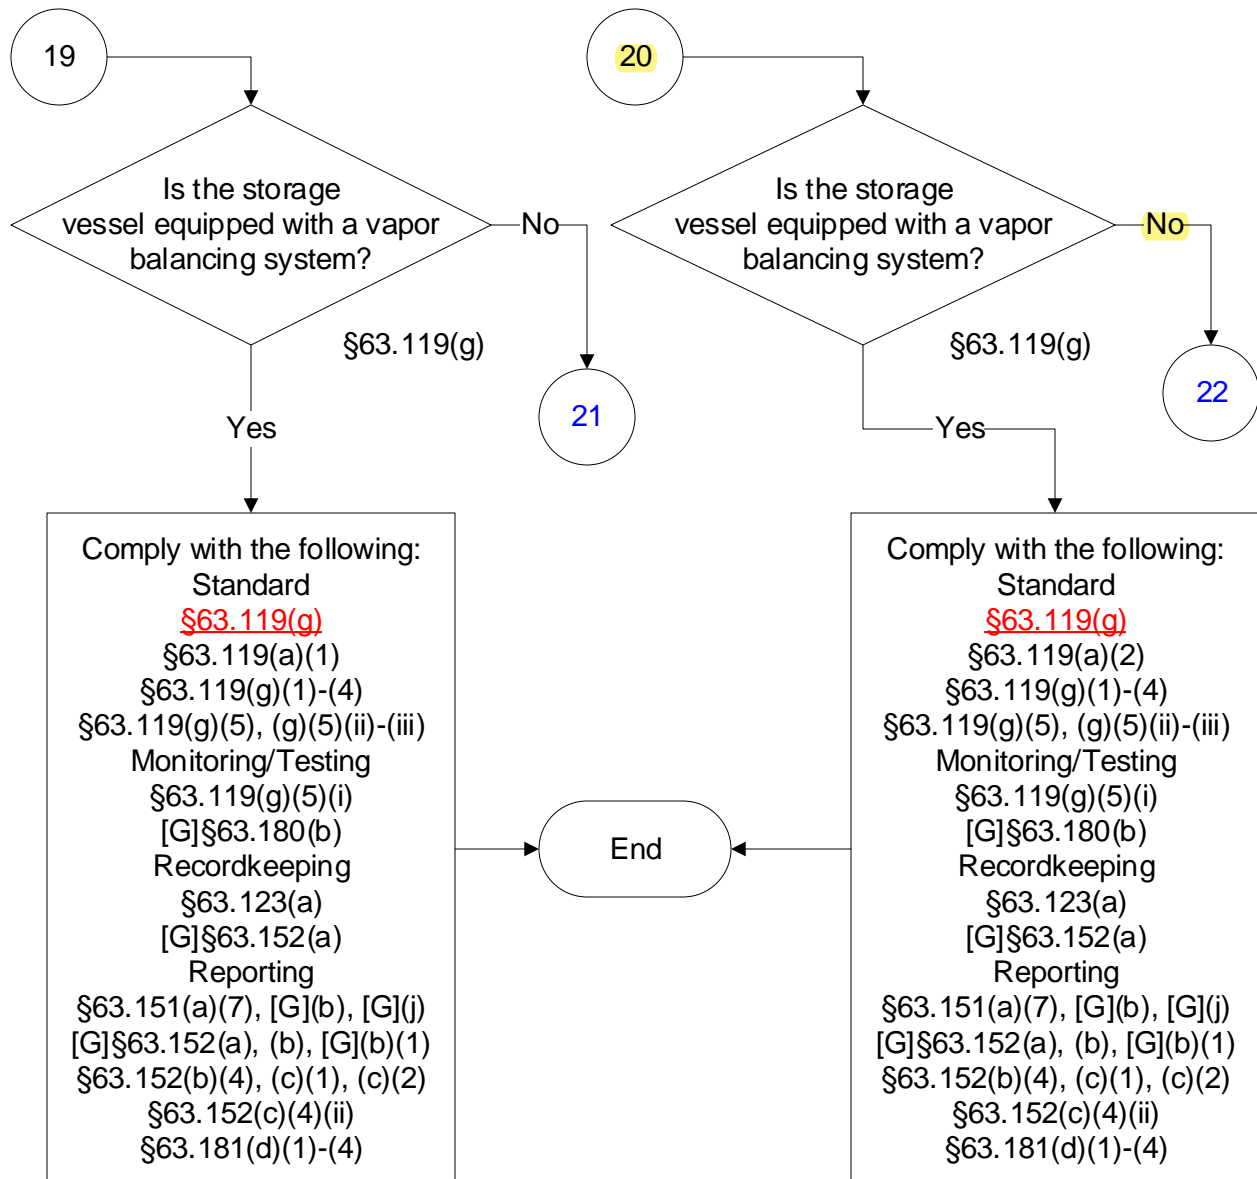 19
Is the storage
vessel equipped with a vapor
balancing system?
No
§63.119(g)
21
Yes
Comply with the following:
Standard
§63.119(g)
§63.119(a)(1)
§63.119(g)(1)-(4)
§63.119(g)(5), (g)(5)(ii)-(iii)
Monitoring/Testing
§63.119(g)(5)(i)
[G]§63.180(b)
Recordkeeping
§63.123(a)
[G]§63.152(a)
Reporting
§63.151(a)(7), [G](b), [G](j)
[G]§63.152(a), (b), [G](b)(1)
§63.152(b)(4), (c)(1), (c)(2)
§63.152(c)(4)(ii)
§63.181(d)(1)-(4)
End
20
Is the storage
vessel equipped with a vapor
balancing system?
No
§63.119(g)
22
Yes
Comply with the following:
Standard
§63.119(g)
§63.119(a)(2)
§63.119(g)(1)-(4)
§63.119(g)(5), (g)(5)(ii)-(iii)
Monitoring/Testing
§63.119(g)(5)(i)
[G]§63.180(b)
Recordkeeping
§63.123(a)
[G]§63.152(a)
Reporting
§63.151(a)(7), [G](b), [G](j)
[G]§63.152(a), (b), [G](b)(1)
§63.152(b)(4), (c)(1), (c)(2)
§63.152(c)(4)(ii)
§63.181(d)(1)-(4)